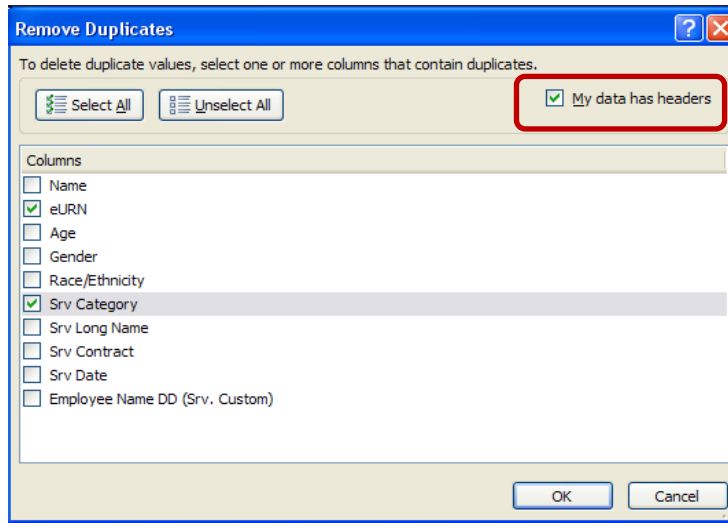 Remove Duplicates
To delete duplicate values, select one or more columns that contain duplicates.
Select All
Unselect All
My data has headers
Columns
Name
eURN
Age
Gender
Race/Ethnicity
Srv Category
Srv Long Name
Srv Contract
Srv Date
Employee Name DD (Srv. Custom)
OK
Cancel